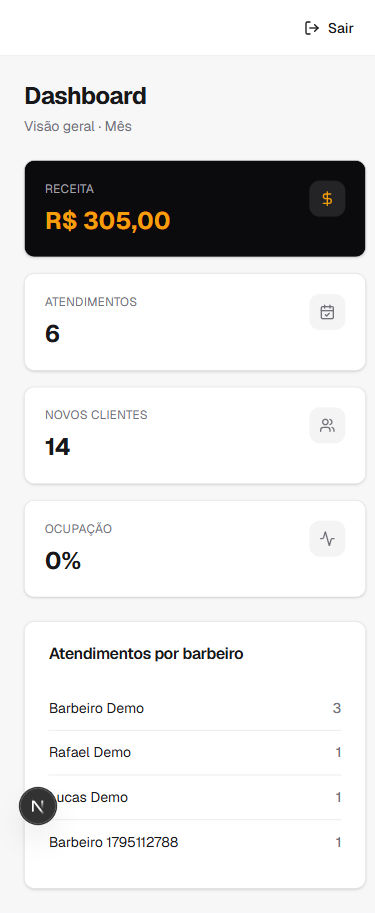 Sair
Dashboard
Visão geral · Mês
RECEITA
R$ 305,00
ATENDIMENTOS
6
NOVOS CLIENTES
14
OCUPAÇÃO
0%
Atendimentos por barbeiro
Barbeiro Demo 3
Rafael Demo 1
ucas Demo 1
Barbeiro 1795112788 1
N